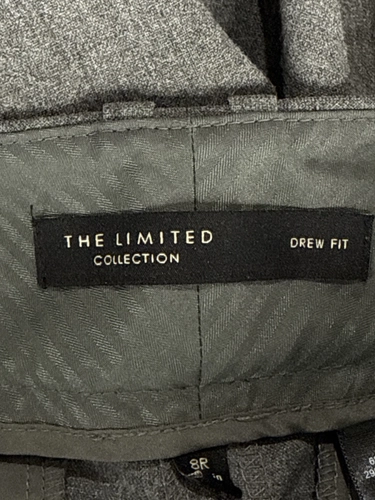 THE LIMITED
COLLECTION
DREW FIT
8R